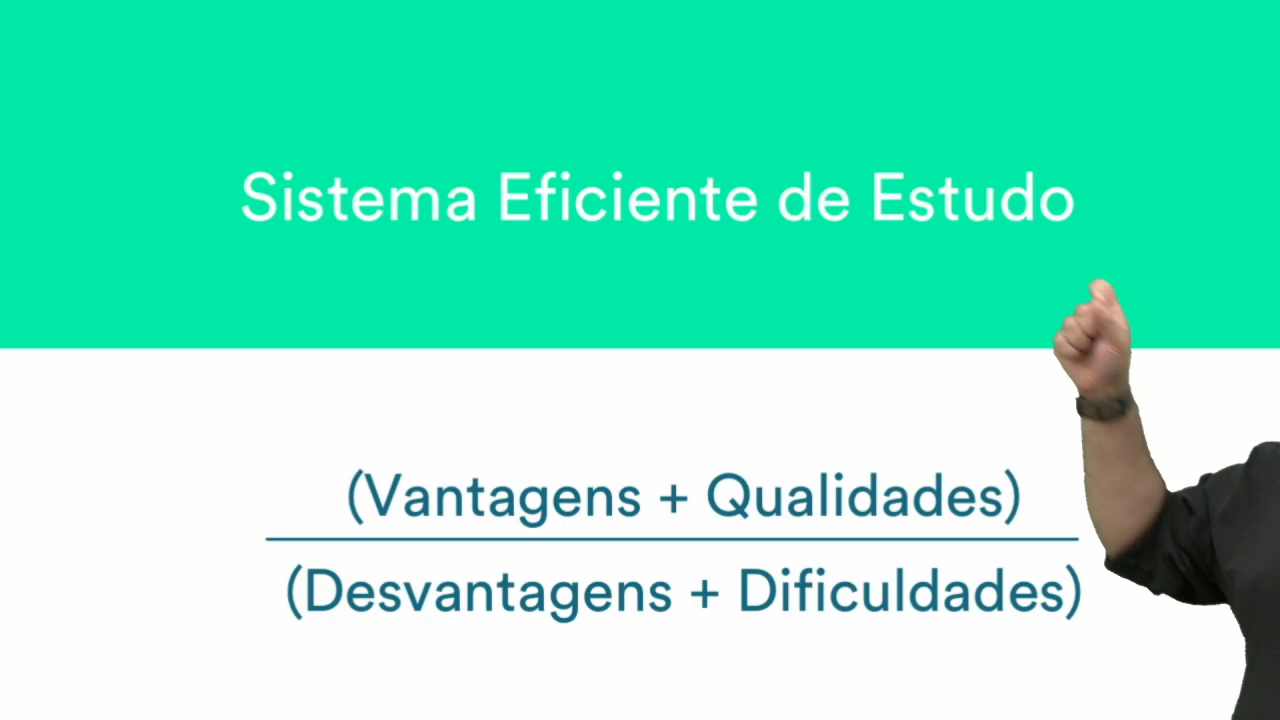 Sistema Eficiente de Estudo
(Vantagens + Qualidades)
(Desvantagens + Dificuldades)